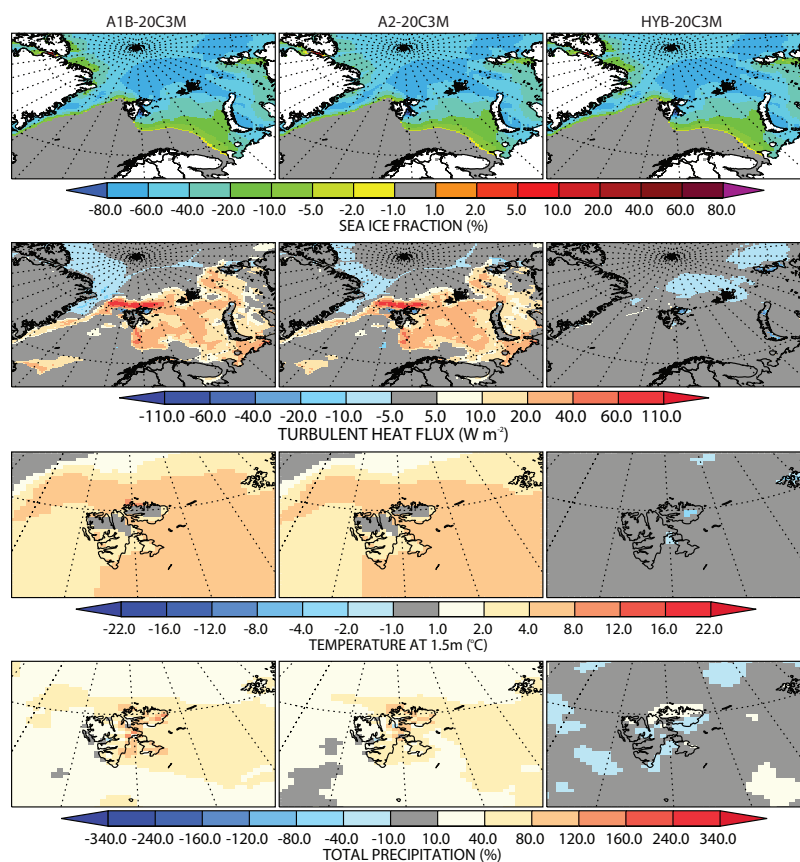 A1B-20C3M A2-20C3M HYB-20C3M
-80.0 -60.0 -40.0 -20.0 -10.0 -5.0 -2.0 -1.0 1.0 2.0 5.0 10.0 20.0 40.0 60.0 80.0
SEA ICE FRACTION (%)
-110.0 -60.0 -40.0 -20.0 -10.0 -5.0 5.0 10.0 20.0 40.0 60.0 110.0
TURBULENT HEAT FLUX (W m-2)
-22.0 -16.0 -12.0 -8.0 -4.0 -2.0 -1.0 1.0 2.0 4.0 8.0 12.0 16.0 22.0
TEMPERATURE AT 1.5m (°C)
-340.0 -240.0 -160.0 -120.0 -80.0 -40.0 -10.0 10.0 40.0 80.0 120.0 160.0 240.0 340.0
TOTAL PRECIPITATION (%)